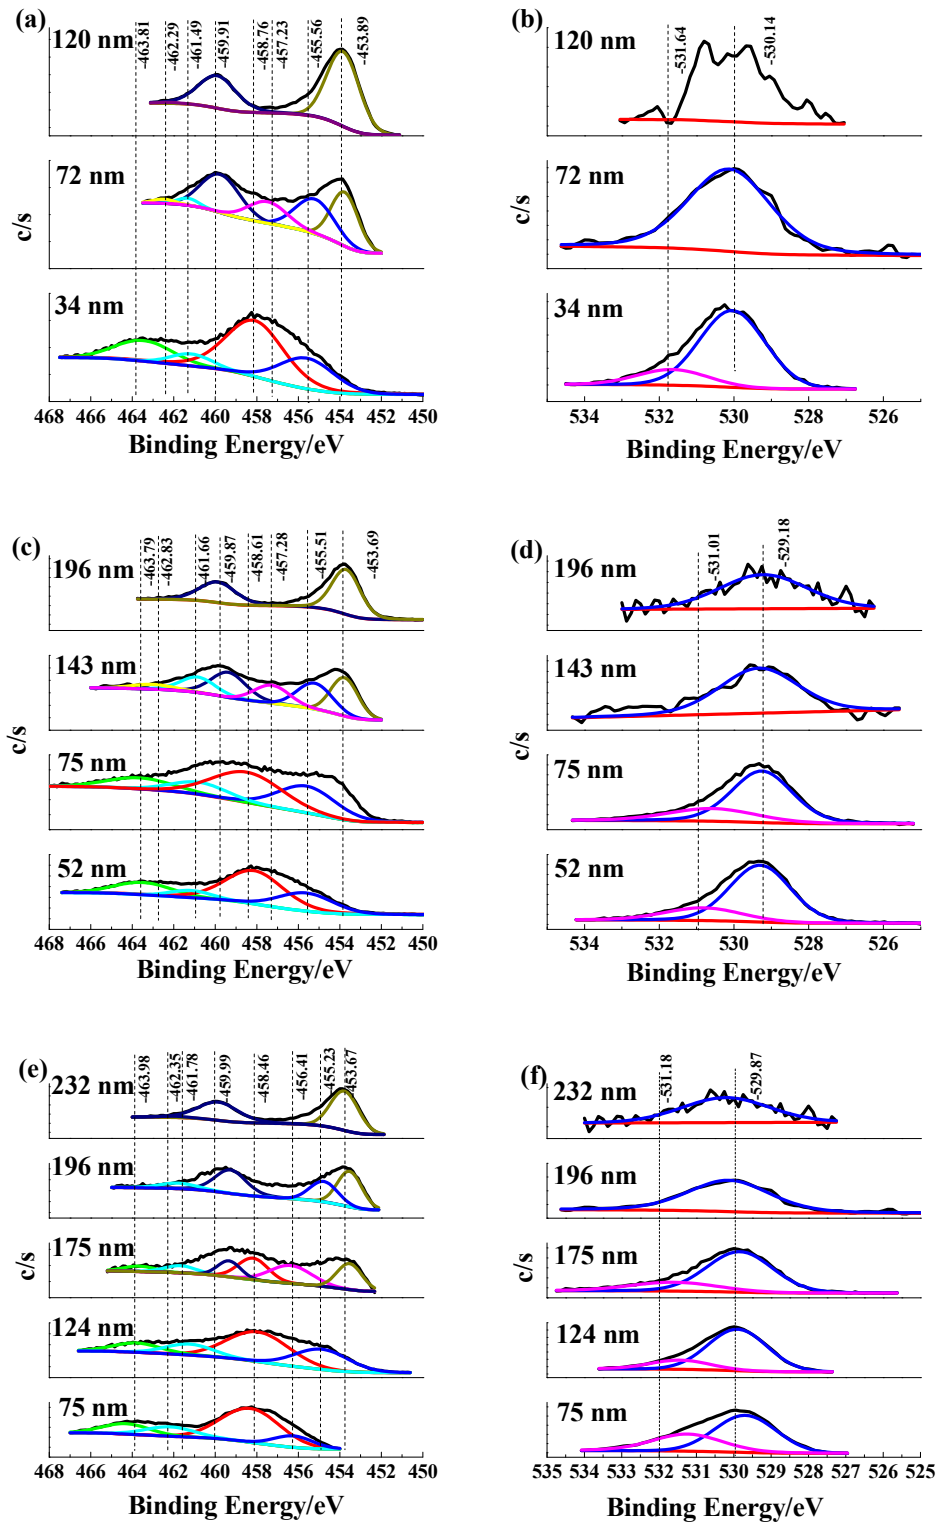 (a)
120 nm
-463.81
-462.29
-461.49
-459.91
-458.76
-457.23
-455.56
-453.89
72 nm
34 nm
c/s
468 466 464 462 460 458 456 454 452 450
Binding Energy/eV
(b)
120 nm
-531.64
-530.14
72 nm
34 nm
c/s
534 532 530 528 526
Binding Energy/eV
(c)
196 nm
-463.79
-462.83
-461.66
-459.87
-458.61
-457.28
-455.51
-453.69
143 nm
75 nm
52 nm
c/s
468 466 464 462 460 458 456 454 452 450
Binding Energy/eV
(d)
196 nm
-531.01
-529.18
143 nm
75 nm
52 nm
c/s
534 532 530 528 526
Binding Energy/eV
(e)
232 nm
-463.98
-462.35
-461.78
-459.99
-458.46
-456.41
-455.23
-453.67
196 nm
175 nm
124 nm
75 nm
c/s
468 466 464 462 460 458 456 454 452 450
Binding Energy/eV
(f)
232 nm
-531.18
-529.87
196 nm
175 nm
124 nm
75 nm
c/s
535 533 532 531 530 529 528 527 525
Binding Energy/eV